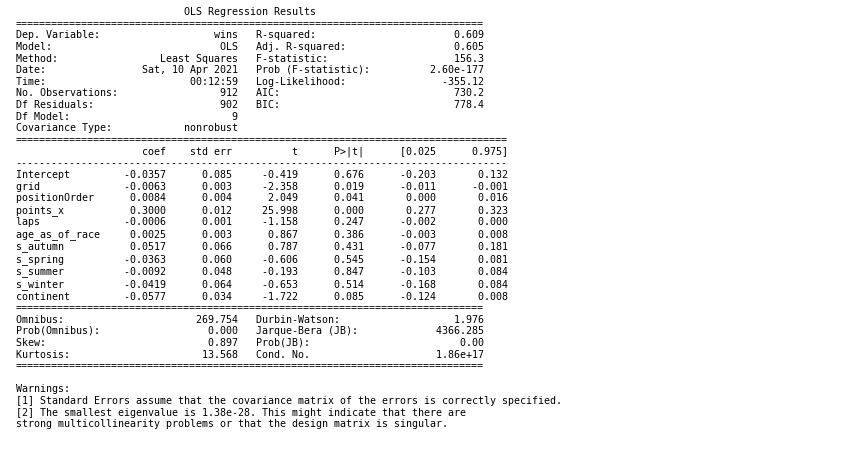 OLS Regression Results
==============================================================================
Dep. Variable:                   wins   R-squared:                       0.609
Model:                            OLS   Adj. R-squared:                  0.605
Method:                 Least Squares   F-statistic:                     156.3
Date:                Sat, 10 Apr 2021   Prob (F-statistic):          2.60e-177
Time:                        00:12:59   Log-Likelihood:                -355.12
No. Observations:                 912   AIC:                             730.2
Df Residuals:                     902   BIC:                             778.4
Df Model:                           9
Covariance Type:            nonrobust
==================================================================================
                     coef    std err          t      P>|t|      [0.025      0.975]
----------------------------------------------------------------------------------
Intercept         -0.0357      0.085     -0.419      0.676      -0.203       0.132
grid              -0.0063      0.003     -2.358      0.019      -0.011      -0.001
positionOrder      0.0084      0.004      2.049      0.041       0.000       0.016
points_x           0.3000      0.012     25.998      0.000       0.277       0.323
laps              -0.0006      0.001     -1.158      0.247      -0.002       0.000
age_as_of_race     0.0025      0.003      0.867      0.386      -0.003       0.008
s_autumn           0.0517      0.066      0.787      0.431      -0.077       0.181
s_spring          -0.0363      0.060     -0.606      0.545      -0.154       0.081
s_summer          -0.0092      0.048     -0.193      0.847      -0.103       0.084
s_winter          -0.0419      0.064     -0.653      0.514      -0.168       0.084
continent         -0.0577      0.034     -1.722      0.085      -0.124       0.008
==============================================================================
Omnibus:                      269.754   Durbin-Watson:                   1.976
Prob(Omnibus):                  0.000   Jarque-Bera (JB):             4366.285
Skew:                           0.897   Prob(JB):                         0.00
Kurtosis:                      13.568   Cond. No.                     1.86e+17
==============================================================================
Warnings:
[1] Standard Errors assume that the covariance matrix of the errors is correctly specified.
[2] The smallest eigenvalue is 1.38e-28. This might indicate that there are
strong multicollinearity problems or that the design matrix is singular.